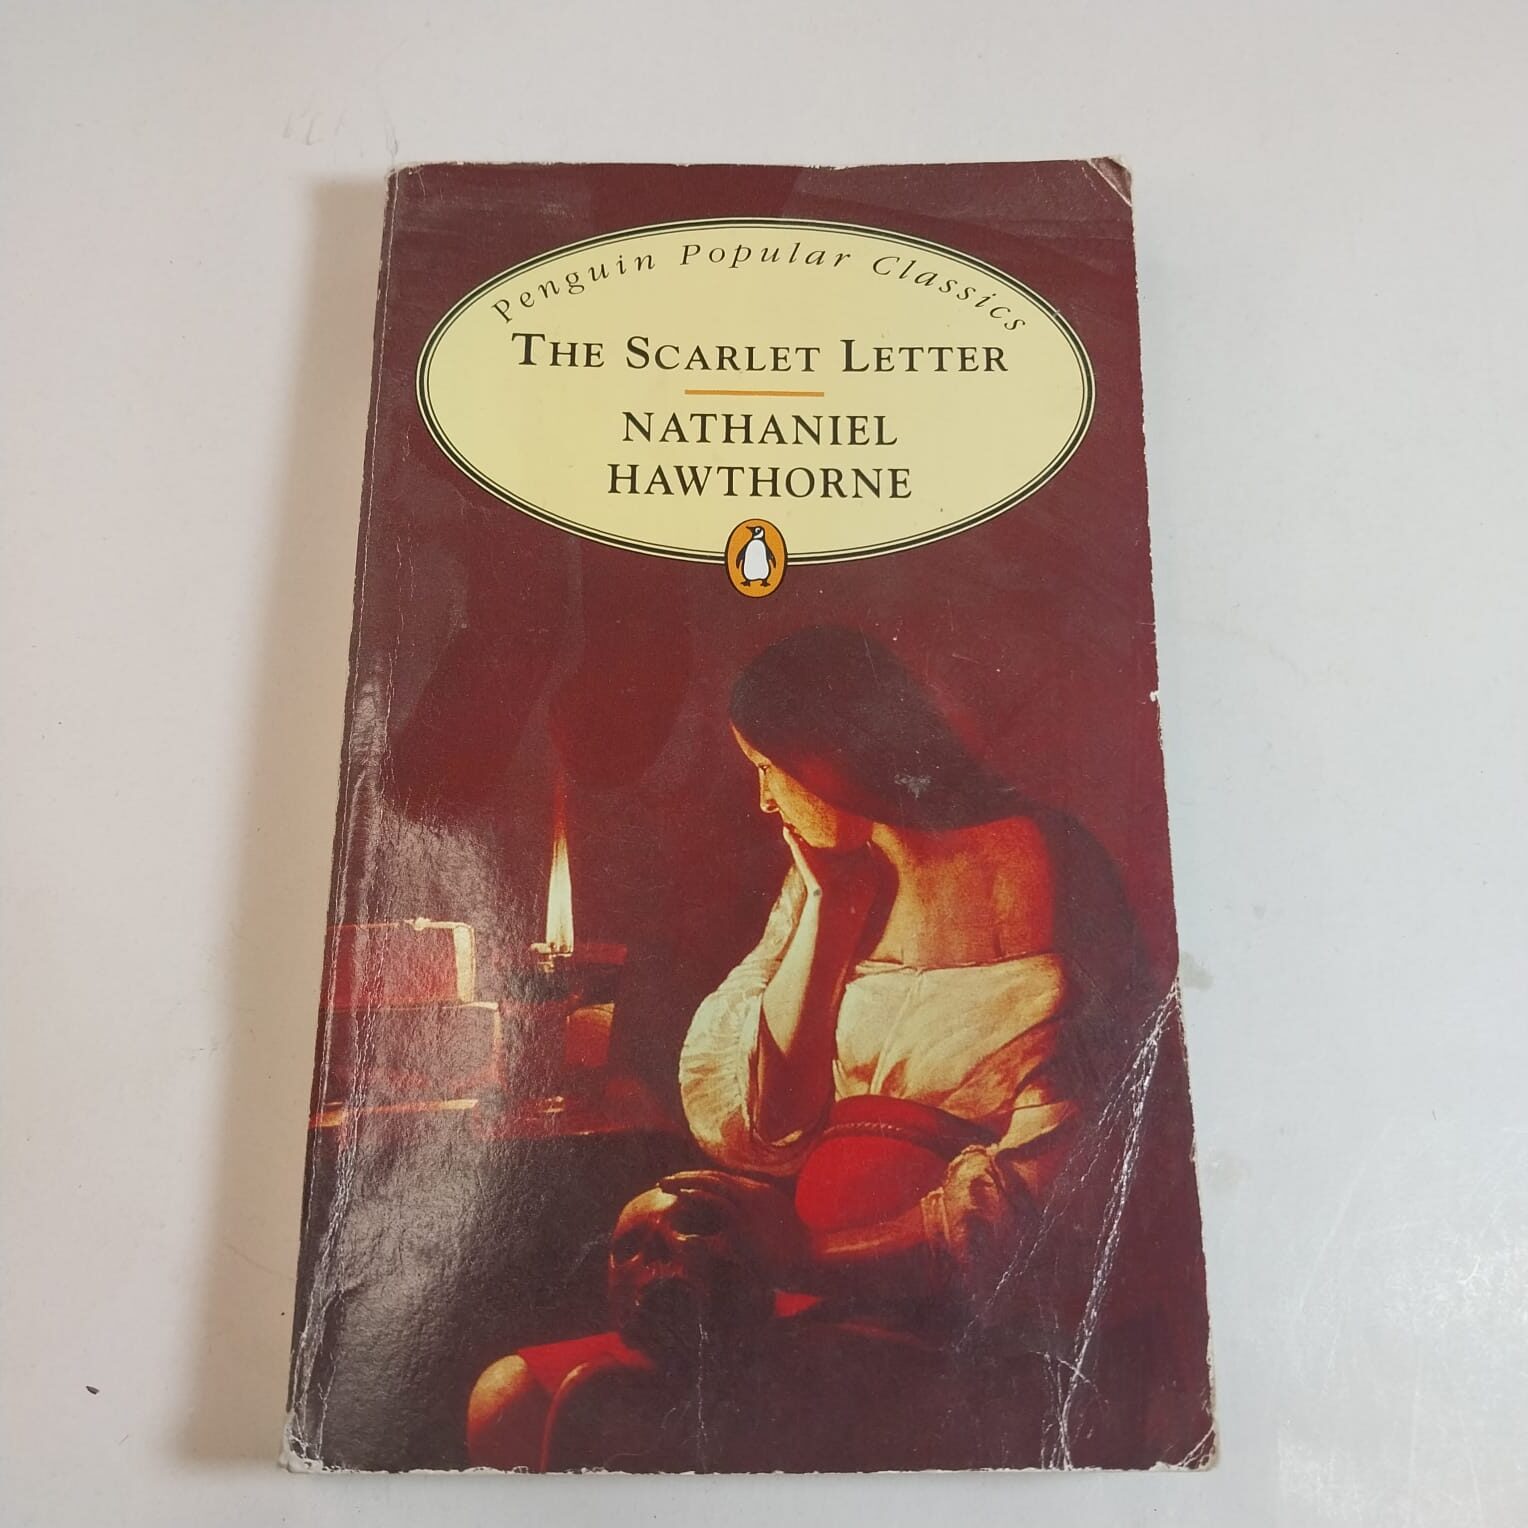 Penguin Popular Classics
THE SCARLET LETTER
NATHANIEL
HAWTHORNE